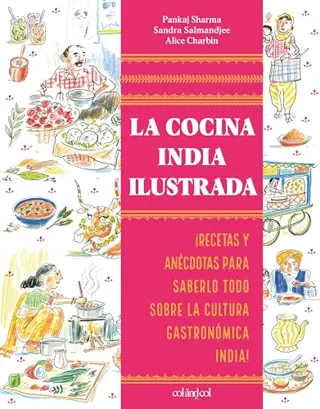 Pankaj Sharma
Sandra Salmandjee
Alice Charbin
LA COCINA
INDIA
ILUSTRADA
¡RECETAS Y
ANÉCDOTAS PARA
SABERLO TODO
SOBRE LA CULTURA
GASTRONÓMICA
INDIA!
col&col